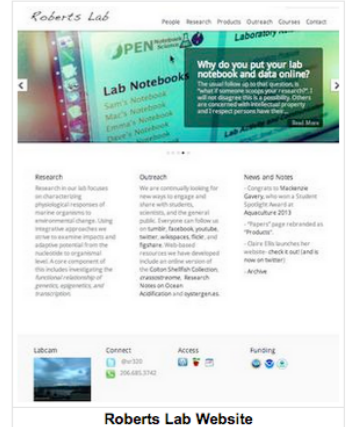 Roberts Lab
People Research Products Outreach Courses Contact
OPEN Notebook Science
Laboratory
Lab Notebooks
Sam's Notebook
Mac's Notebook
Emma's Notebook
Dave's Notebook
Why do you put your lab
notebook and data online?
The usual follow up to that question is,
"what if someone scoops your research?". I
will not disagree this is a possibility. Others
are concerned with intellectual property
and I respect persons have their ...
Read More
Research
Research in our lab focuses
on characterizing
physiological responses of
marine organisms to
environmental change. Using
integrative approaches we
strive to examine impacts and
adaptive potential from the
nucleotide to organismal
level. A core component of
this includes investigating the
functional relationship of
genetics, epigenetics, and
transcription.
Outreach
We are continually looking for
new ways to engage and
share with students,
scientists, and the general
public. Everyone can follow us
on tumblr, facebook, youtube,
twitter, wikispaces, flickr, and
figshare. Web-based
resources we have developed
include an online version of
the Colton Shellfish Collection,
crassostreome, Research
Notes on Ocean
Acidification and oystergenies.
News and Notes
- Congrats to Mackenzie
Gavery, who won a Student
Spotlight Award at
Aquaculture 2013
- "Papers" page rebranded as
"Products".
- Claire Ellis launches her
website- check it out! (and is
now on twitter)
- Archive
Labcam
Connect
@sr320
206.685.3742
Access
Funding
Roberts Lab Website